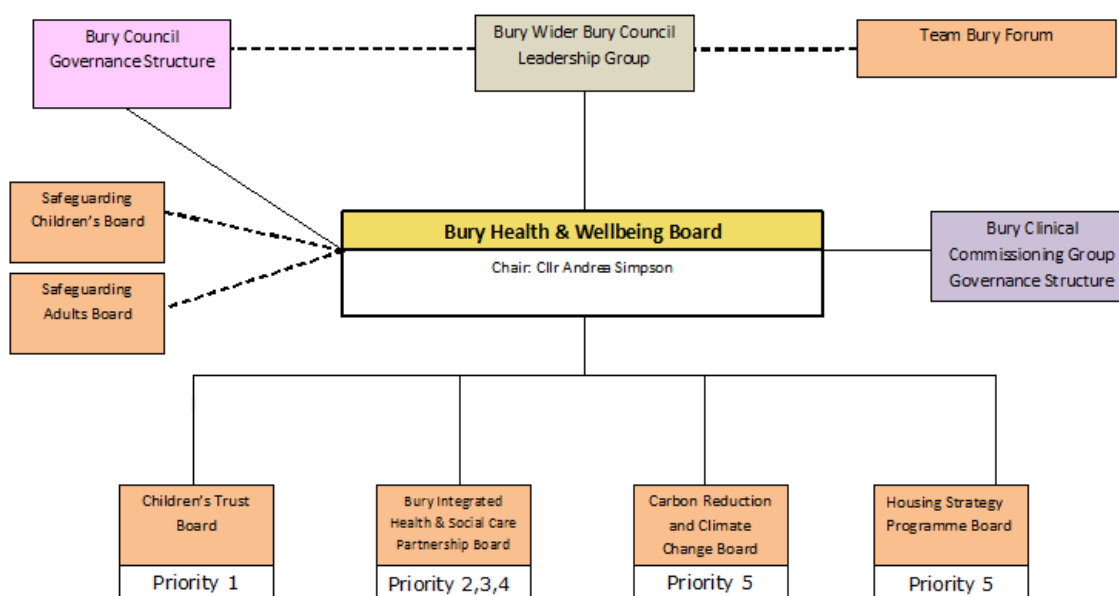 Bury Council
Governance Structure
Bury Wider Bury Council
Leadership Group
Team Bury Forum
Safeguarding
Children's Board
Safeguarding
Adults Board
Bury Health & Wellbeing Board
Chair: Cllr Andrea Simpson
Bury Clinical
Commissioning Group
Governance Structure
Children's Trust
Board
Priority 1
Bury Integrated
Health & Social Care
Partnership Board
Priority 2,3,4
Carbon Reduction
and Climate
Change Board
Priority 5
Housing Strategy
Programme Board
Priority 5